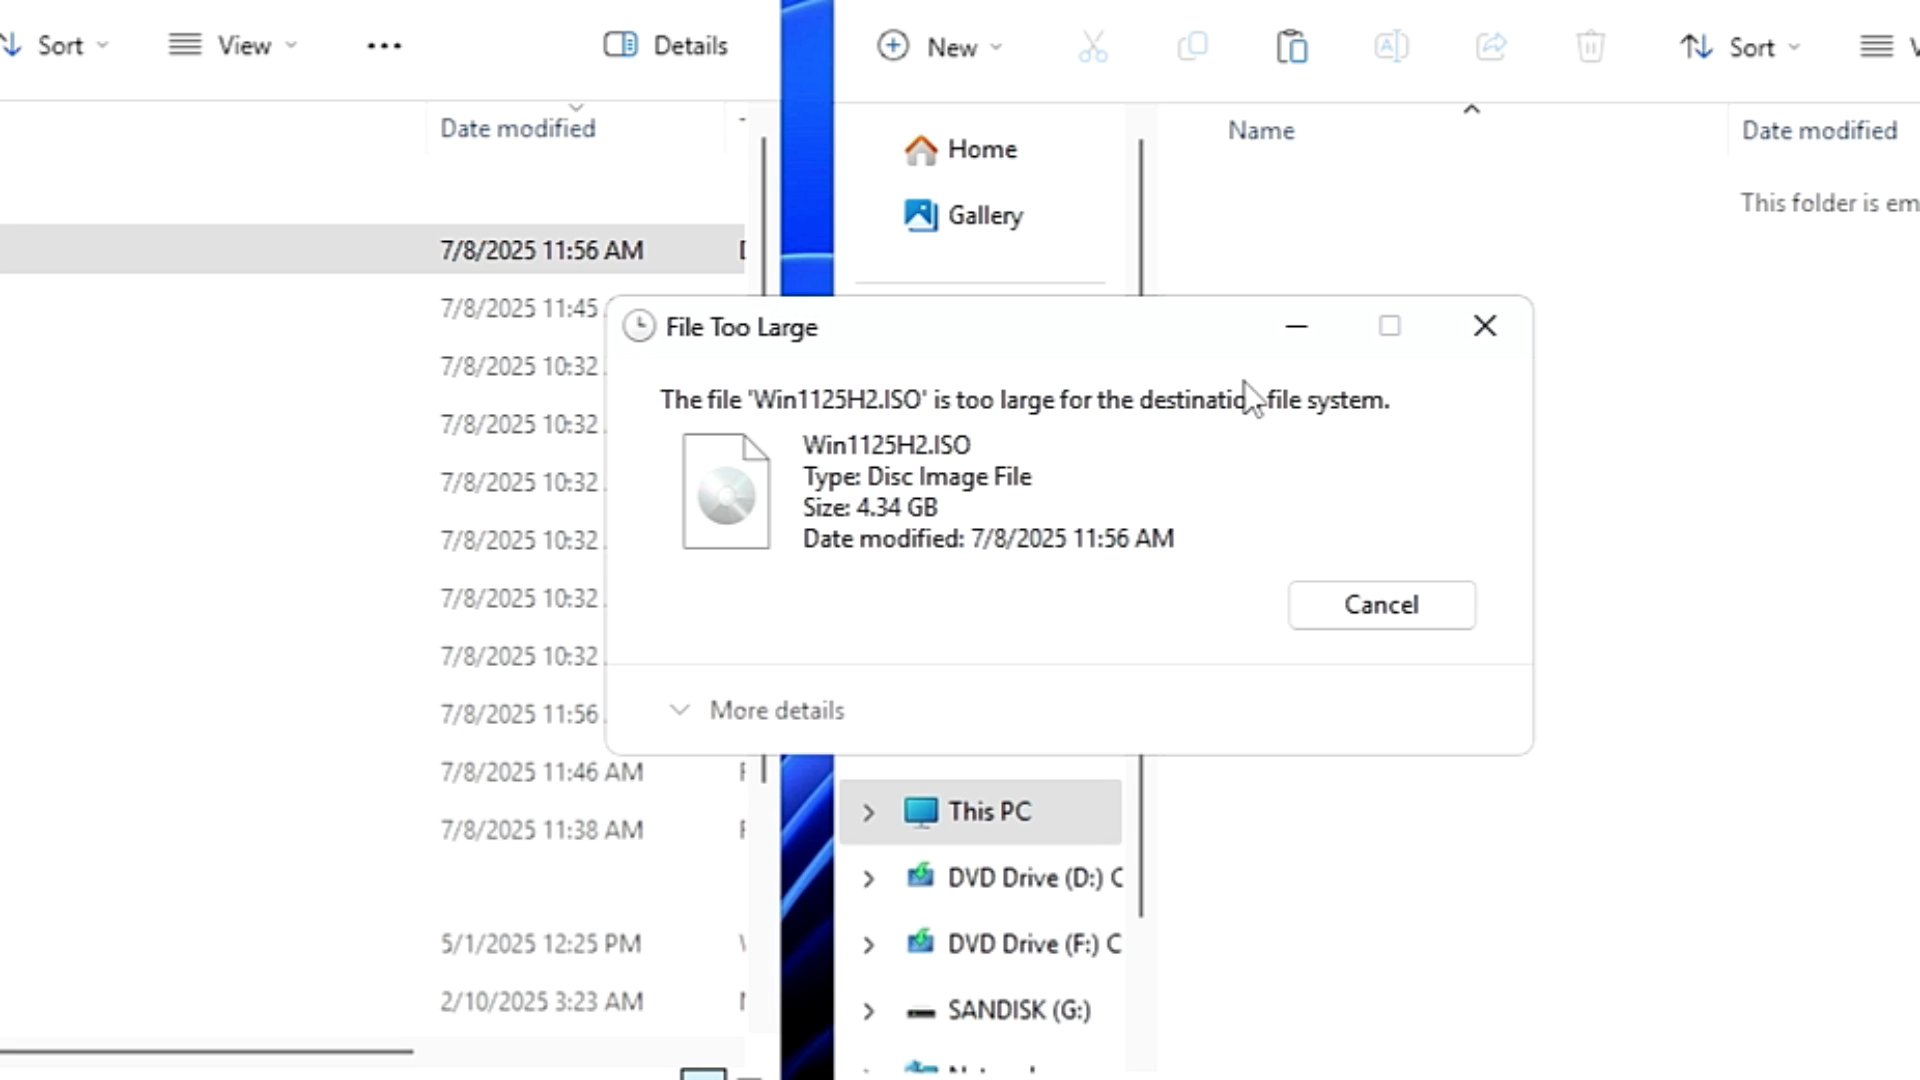 Sort
View
Details
New
Sort
Date modified
Name
Date modified
Home
Gallery
This folder is
7/8/2025 11:56 AM
7/8/2025 11:45
7/8/2025 10:32
7/8/2025 10:32
7/8/2025 10:32
7/8/2025 10:32
7/8/2025 10:32
7/8/2025 10:32
7/8/2025 11:56
7/8/2025 11:46 AM
7/8/2025 11:38 AM
5/1/2025 12:25 PM
2/10/2025 3:23 AM
File Too Large
The file 'Win1125H2.ISO' is too large for the destination file system.
Win1125H2.ISO
Type: Disc Image File
Size: 4.34 GB
Date modified: 7/8/2025 11:56 AM
Cancel
More details
This PC
DVD Drive (D:) C
DVD Drive (F:) C
SANDISK (G:)